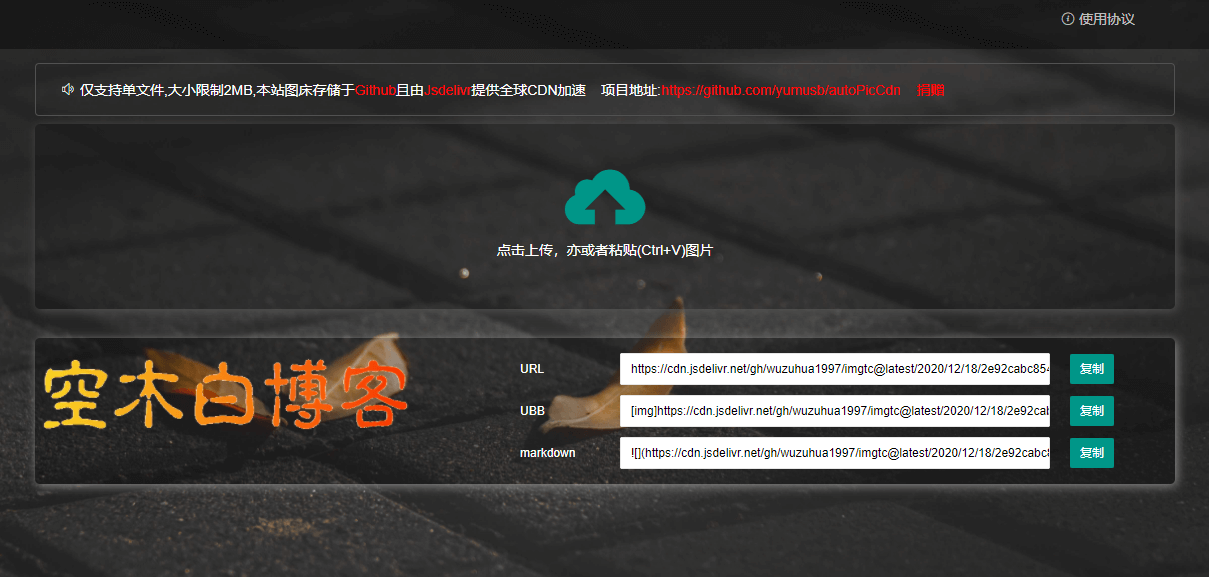 使用协议
仅支持单文件,大小限制2MB,本站图床存储于Github且由Jsdelivr提供全球CDN加速 项目地址:https://github.com/yumusb/autoPicCdn 捐赠
点击上传，亦或者粘贴(Ctrl+V)图片
空木白博客
URL https://cdn.jsdelivr.net/gh/wuzuhua1997/imgtc@latest/2020/12/18/2e92cabc854 复制
UBB [img]https://cdn.jsdelivr.net/gh/wuzuhua1997/imgtc@latest/2020/12/18/2e92cab 复制
markdown ![](https://cdn.jsdelivr.net/gh/wuzuhua1997/imgtc@latest/2020/12/18/2e92cabc8 复制